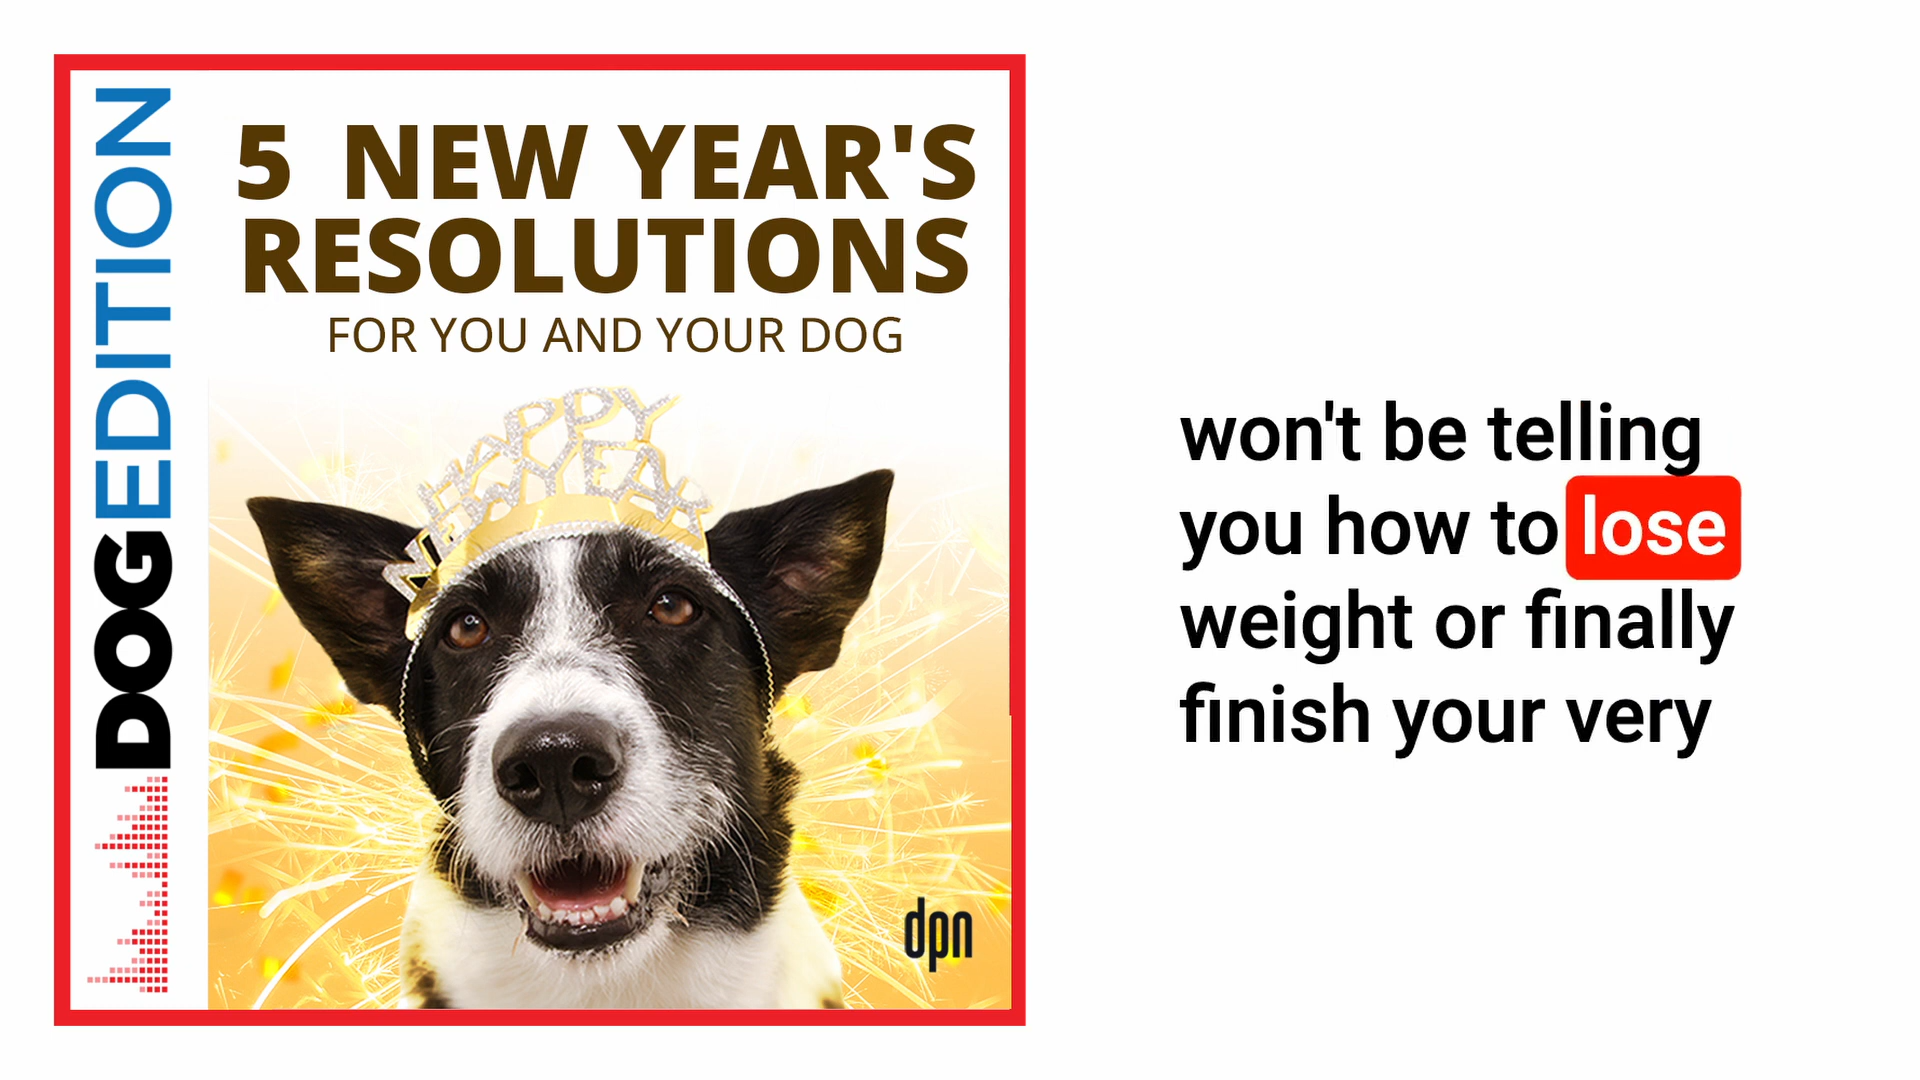 DOGEDITION
5 NEW YEAR'S
RESOLUTIONS
FOR YOU AND YOUR DOG
HAPPY
NEW YEAR
dpn
won't be telling
you how to lose
weight or finally
finish your very